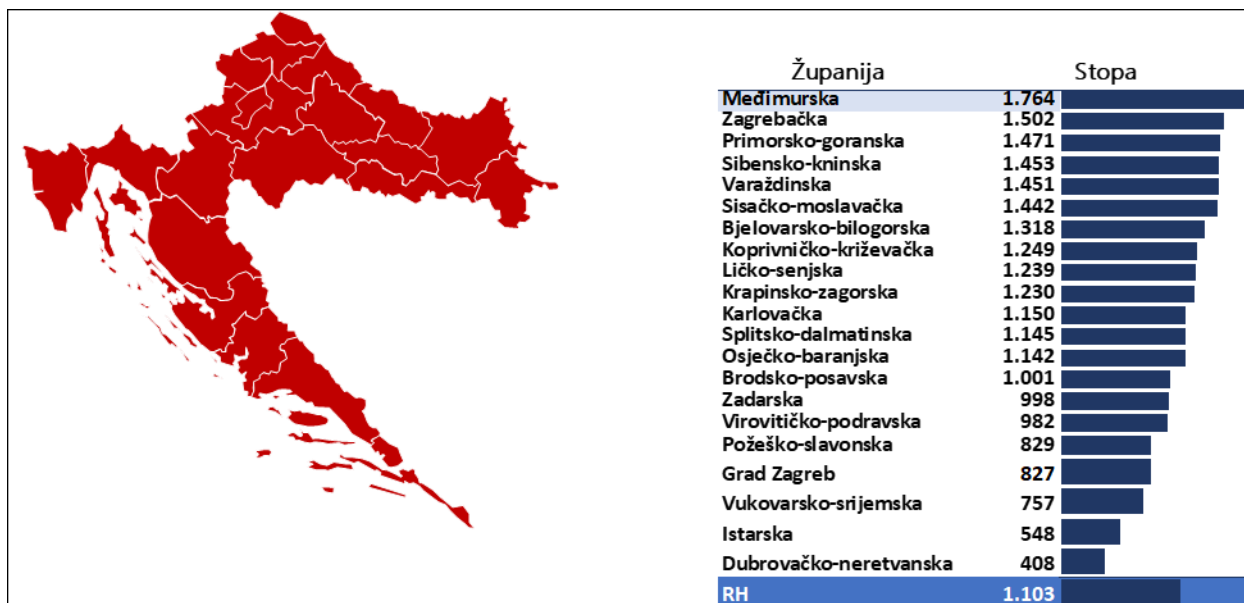 Županija Stopa
Međimurska 1.764
Zagrebačka 1.502
Primorsko-goranska 1.471
Sibensko-kninska 1.453
Varaždinska 1.451
Sisačko-moslavačka 1.442
Bjelovarsko-bilogorska 1.318
Koprivničko-križevačka 1.249
Ličko-senjska 1.239
Krapinsko-zagorska 1.230
Karlovačka 1.150
Splitsko-dalmatinska 1.145
Osječko-baranjska 1.142
Brodsko-posavska 1.001
Zadarska 998
Virovitičko-podravska 982
Požeško-slavonska 829
Grad Zagreb 827
Vukovarsko-srijemska 757
Istarska 548
Dubrovačko-neretvanska 408
RH 1.103